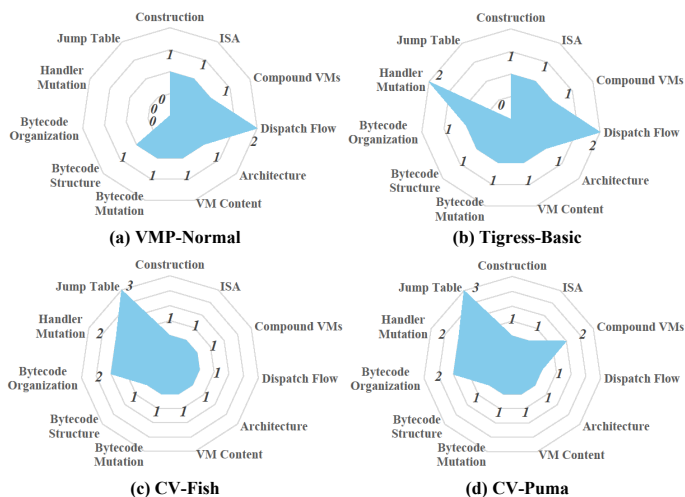 Construction
Jump Table
ISA
1
1
Handler
Mutation
Compound VMs
1
0
0
0
Bytecode
Organization
Dispatch Flow
2
1
1
1
1
Bytecode
Structure
Architecture
Bytecode
Mutation
VM Content
(a) VMP-Normal
Construction
Jump Table
ISA
1
1
Handler
Mutation
2
Compound VMs
1
0
Bytecode
Organization
1
Dispatch Flow
2
1
1
1
1
Bytecode
Structure
Architecture
Bytecode
Mutation
VM Content
(b) Tigress-Basic
Construction
Jump Table
3
ISA
1
1
Handler
Mutation
2
Compound VMs
1
Bytecode
Organization
2
1
Dispatch Flow
1
1
1
1
Bytecode
Structure
Architecture
Bytecode
Mutation
VM Content
(c) CV-Fish
Construction
Jump Table
3
ISA
1
1
Handler
Mutation
2
Compound VMs
2
Bytecode
Organization
2
1
Dispatch Flow
1
1
1
1
Bytecode
Structure
Architecture
Bytecode
Mutation
VM Content
(d) CV-Puma